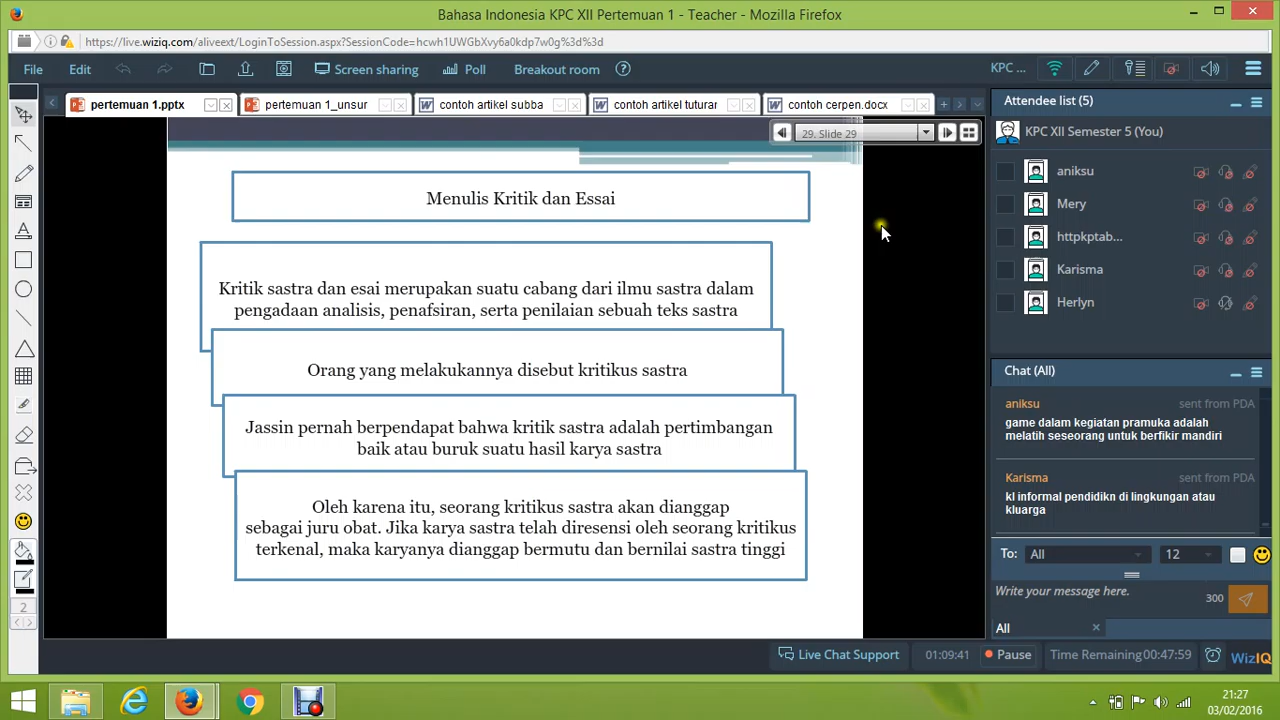 Bahasa Indonesia KPC XII Pertemuan 1 - Teacher - Mozilla Firefox
https://live.wiziq.com/aliveext/LoginToSession.aspx?SessionCode=hcwh1UWGbXvy6a0kdp7w0g%3d%3d
File Edit Screen sharing Poll Breakout room ? KPC ...
pertemuan 1.pptx
pertemuan 1_unsur
contoh artikel subba
contoh artikel tuturar
contoh cerpen.docx
29. Slide 29
Menulis Kritik dan Essai
Kritik sastra dan esai merupakan suatu cabang dari ilmu sastra dalam
pengadaan analisis, penafsiran, serta penilaian sebuah teks sastra
Orang yang melakukannya disebut kritikus sastra
Jassin pernah berpendapat bahwa kritik sastra adalah pertimbangan
baik atau buruk suatu hasil karya sastra
Oleh karena itu, seorang kritikus sastra akan dianggap
sebagai juru obat. Jika karya sastra telah diresensi oleh seorang kritikus
terkenal, maka karyanya dianggap bermutu dan bernilai sastra tinggi
Attendee list (5)
KPC XII Semester 5 (You)
aniksu
Mery
httpkptab...
Karisma
Herlyn
Chat (All)
aniksu sent from PDA
game dalam kegiatan pramuka adalah
melatih seseorang untuk berfikir mandiri
Karisma sent from PDA
kl informal pendidikn di lingkungan atau
kluarga
To: All 12
Write your message here. 300
All
Live Chat Support 01:09:41 Pause Time Remaining 00:47:59 WizIQ
2
21:27
03/02/2016